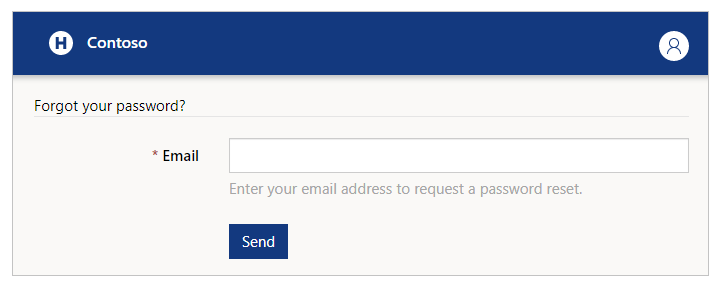 H Contoso
Forgot your password?
* Email
Enter your email address to request a password reset.
Send